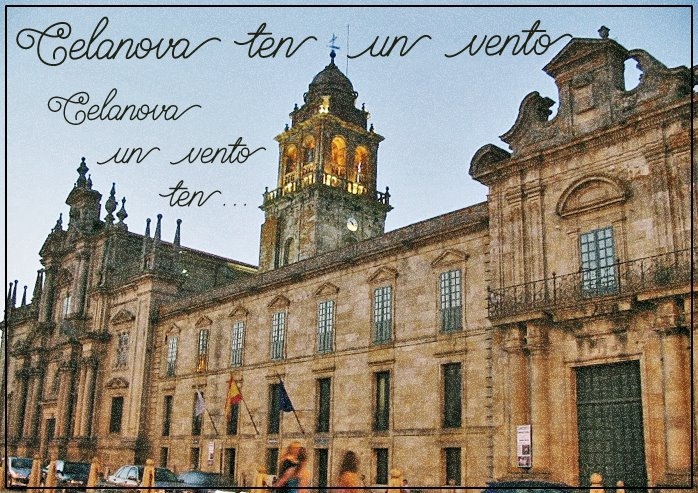 Celanova ten un vento
Celanova
un vento
ten...